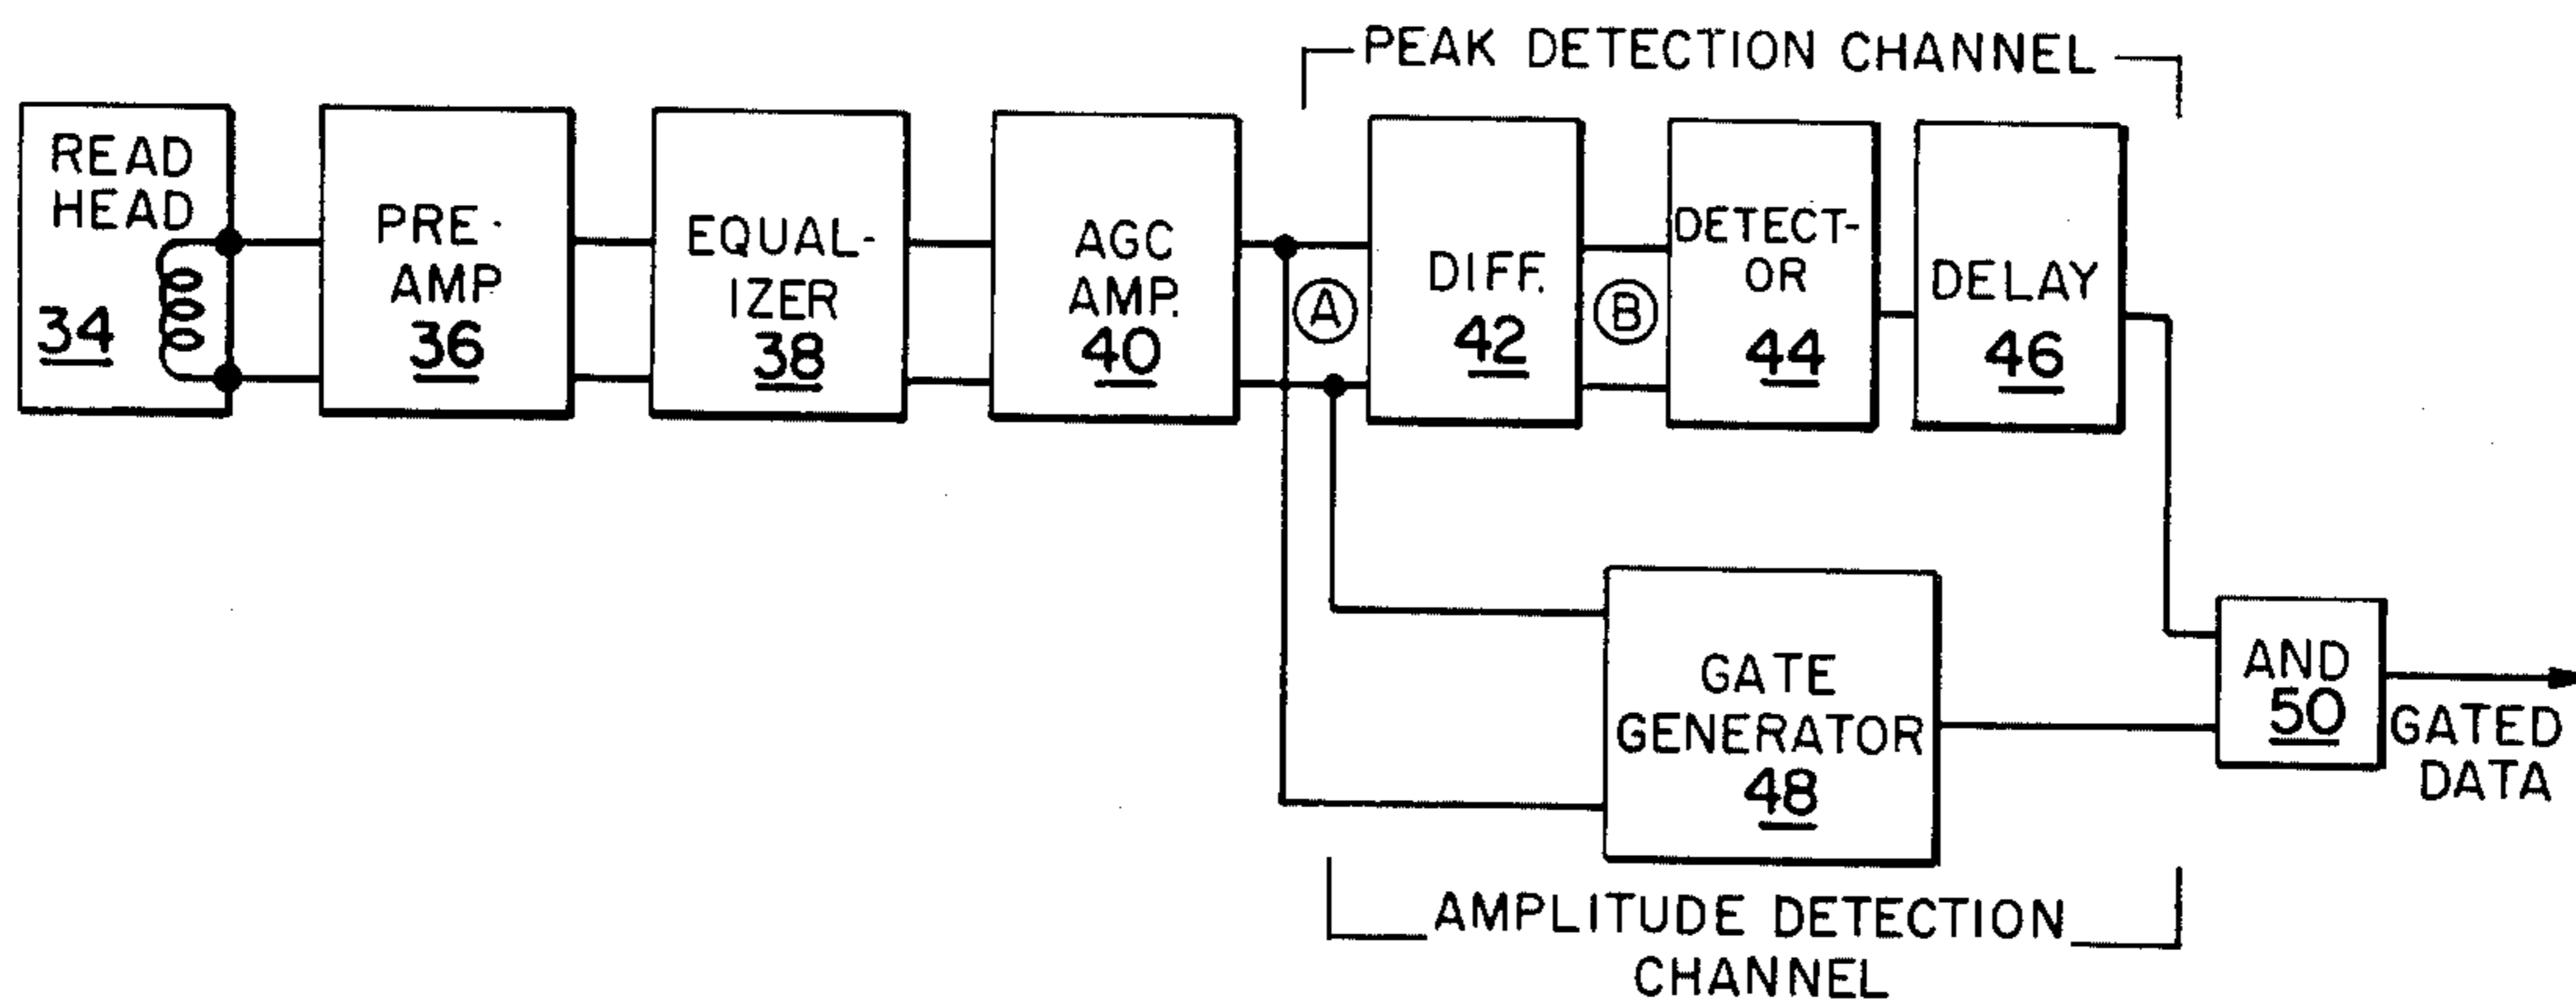 PEAK DETECTION CHANNEL
READ
HEAD
34
PRE-
AMP
36
EQUAL-
IZER
38
AGC
AMP.
40
A
DIFF.
42
B
DETECT-
OR
44
DELAY
46
GATE
GENERATOR
48
AND
50
GATED
DATA
AMPLITUDE DETECTION
CHANNEL